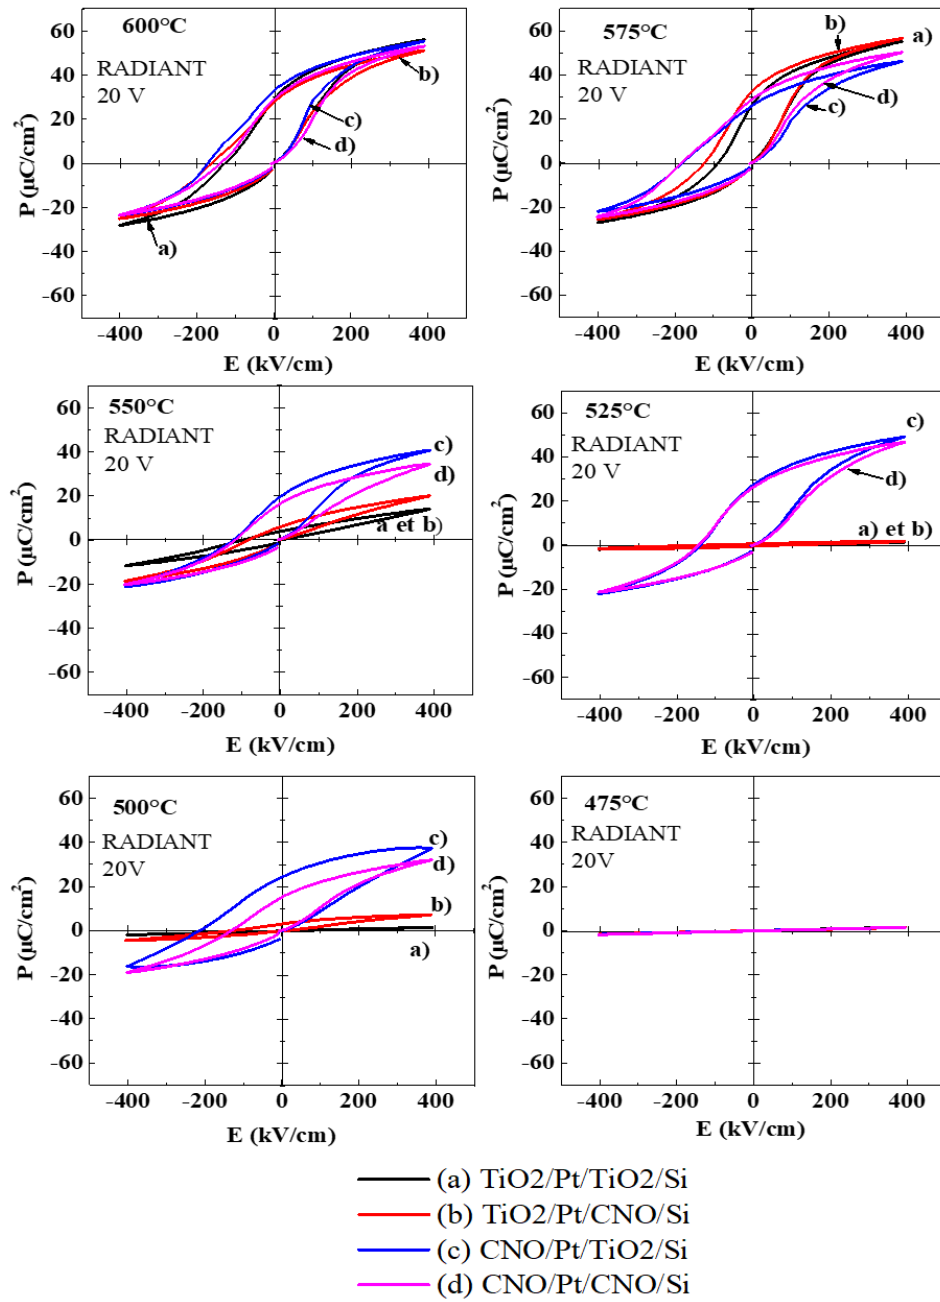 600°C
RADIANT
20 V
b)
c)
d)
a)
60
40
20
0
-20
-40
-60
P (µC/cm²)
-400 -200 0 200 400
E (kV/cm)
575°C
RADIANT
20 V
b)
a)
d)
c)
60
40
20
0
-20
-40
-60
P (µC/cm²)
-400 -200 0 200 400
E (kV/cm)
550°C
RADIANT
20 V
c)
d)
a et b)
60
40
20
0
-20
-40
-60
P (µC/cm²)
-400 -200 0 200 400
E (kV/cm)
525°C
RADIANT
20 V
c)
d)
a) et b)
60
40
20
0
-20
-40
-60
P (µC/cm²)
-400 -200 0 200 400
E (kV/cm)
500°C
RADIANT
20V
c)
d)
b)
a)
60
40
20
0
-20
-40
-60
P (µC/cm²)
-400 -200 0 200 400
E (kV/cm)
475°C
RADIANT
20V
60
40
20
0
-20
-40
-60
P (µC/cm²)
-400 -200 0 200 400
E (kV/cm)
(a) TiO2/Pt/TiO2/Si
(b) TiO2/Pt/CNO/Si
(c) CNO/Pt/TiO2/Si
(d) CNO/Pt/CNO/Si